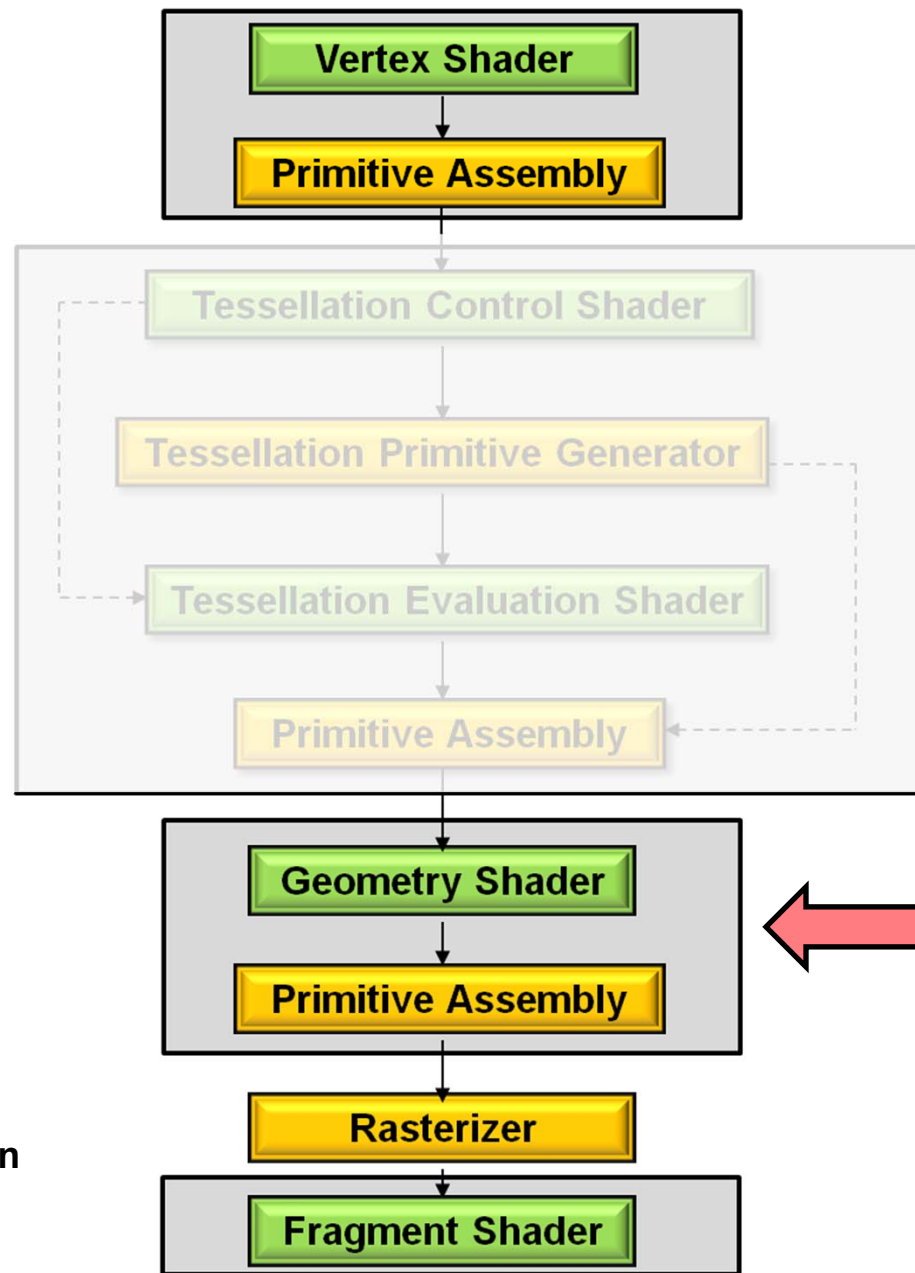 Vertex Shader
Primitive Assembly
Tessellation Control Shader
Tessellation Primitive Generator
Tessellation Evaluation Shader
Primitive Assembly
Geometry Shader
Primitive Assembly
Rasterizer
n
Fragment Shader